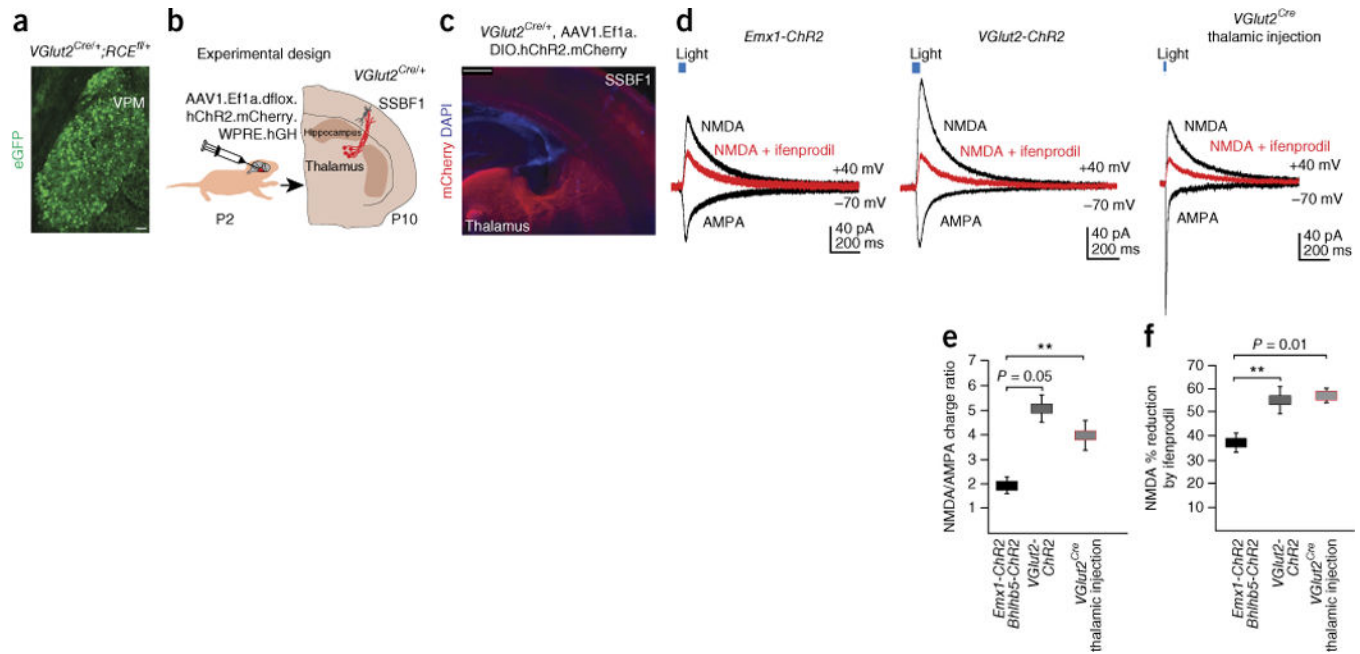 a
VGlut2Cre/+;RCEfl/+
VPM
eGFP
b
Experimental design
VGlut2Cre/+
AAV1.Ef1a.dflox.
hChR2.mCherry.
WPRE.hGH
SSBF1
Hippocampus
Thalamus
P2
P10
c
VGlut2Cre/+, AAV1.Ef1a.
DIO.hChR2.mCherry
SSBF1
mCherry DAPI
Thalamus
d
Emx1-ChR2
Light
NMDA
NMDA + ifenprodil
+40 mV
−70 mV
AMPA
40 pA
200 ms
VGlut2-ChR2
Light
NMDA
NMDA + ifenprodil
+40 mV
−70 mV
AMPA
40 pA
200 ms
VGlut2Cre
thalamic injection
Light
NMDA
NMDA + ifenprodil
+40 mV
−70 mV
AMPA
40 pA
200 ms
e
NMDA/AMPA charge ratio
7
6
5
4
3
2
1
**
P = 0.05
Emx1-ChR2
Bhlhb5-ChR2
VGlut2-
ChR2
VGlut2Cre
thalamic injection
f
NMDA % reduction
by ifenprodil
70
60
50
40
30
20
10
P = 0.01
**
Emx1-ChR2
Bhlhb5-ChR2
VGlut2-
ChR2
VGlut2Cre
thalamic injection